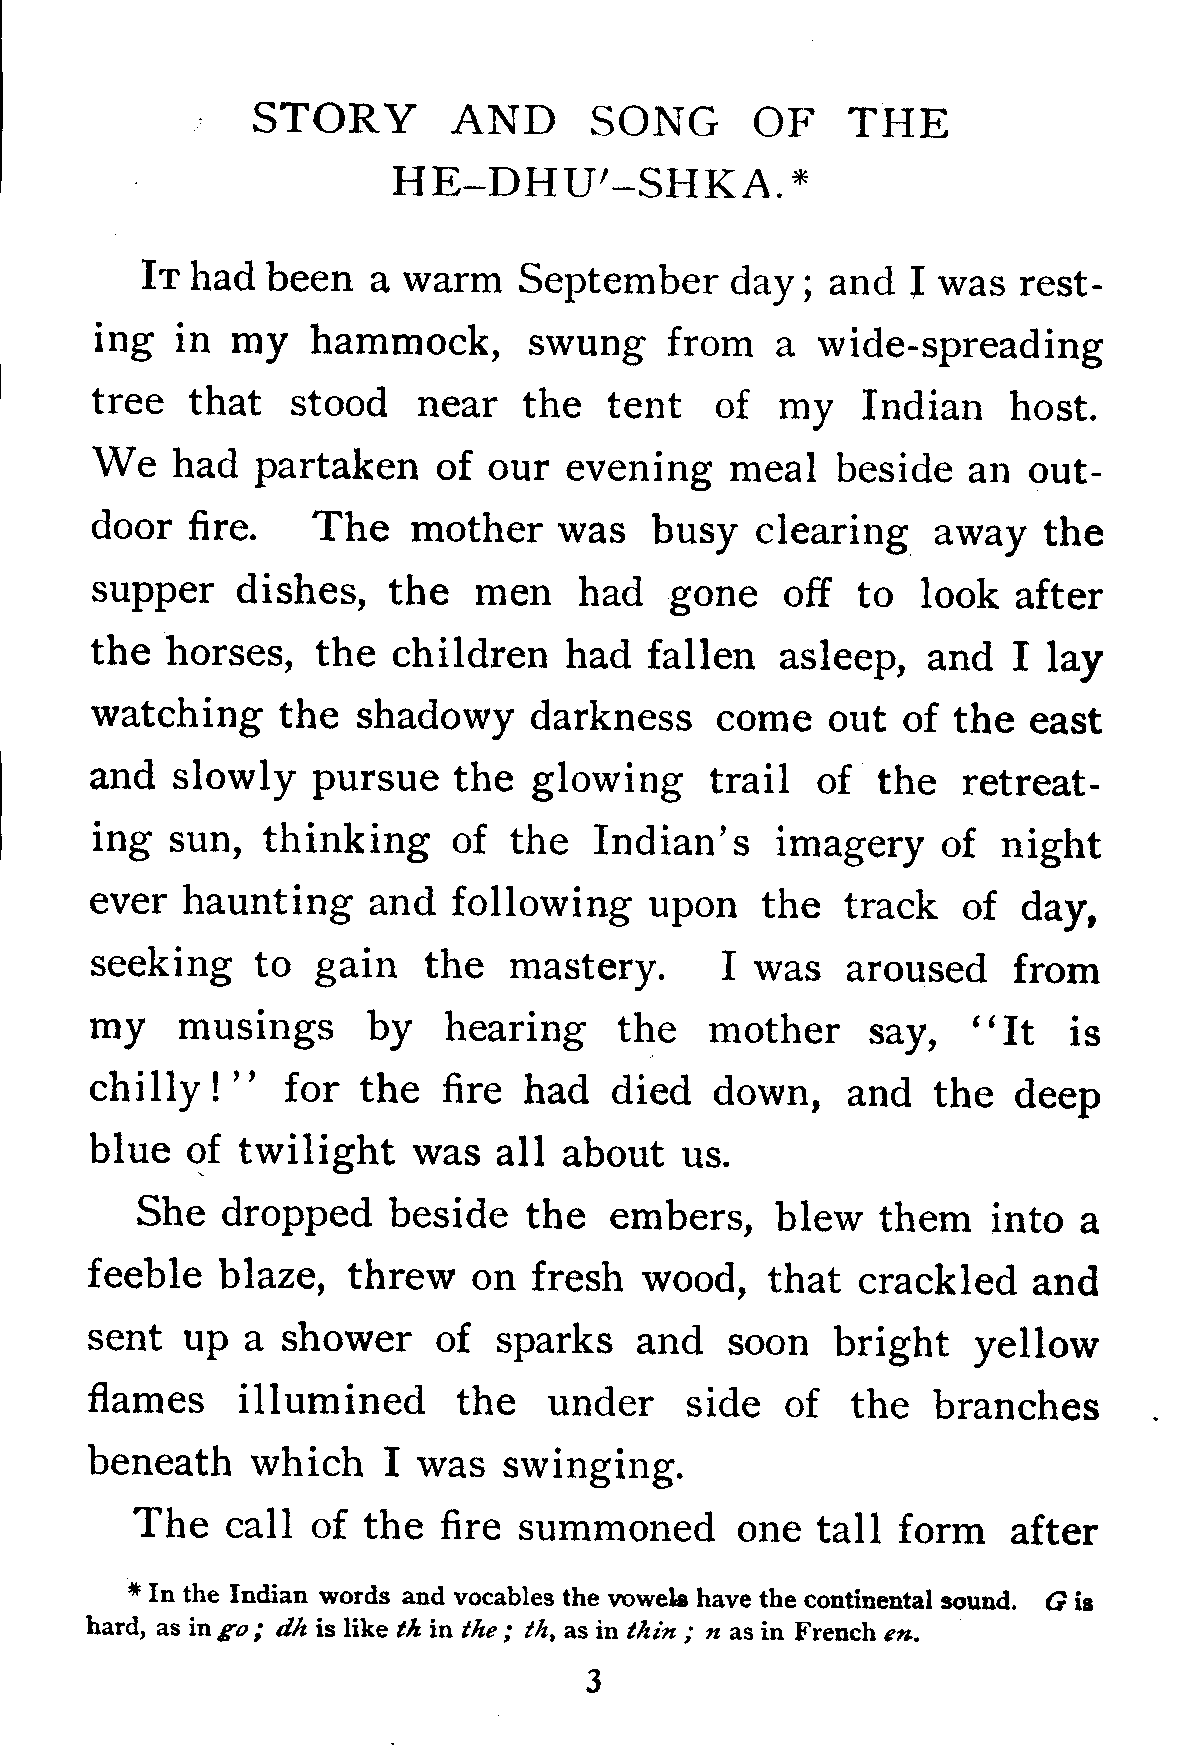 STORY AND SONG OF THE
HE–DHU'–SHKA.*
IT had been a warm September day; and I was rest-
ing in my hammock, swung from a wide-spreading
tree that stood near the tent of my Indian host.
We had partaken of our evening meal beside an out-
door fire. The mother was busy clearing away the
supper dishes, the men had gone off to look after
the horses, the children had fallen asleep, and I lay
watching the shadowy darkness come out of the east
and slowly pursue the glowing trail of the retreat-
ing sun, thinking of the Indian's imagery of night
ever haunting and following upon the track of day,
seeking to gain the mastery. I was aroused from
my musings by hearing the mother say, "It is
chilly!" for the fire had died down, and the deep
blue of twilight was all about us.
She dropped beside the embers, blew them into a
feeble blaze, threw on fresh wood, that crackled and
sent up a shower of sparks and soon bright yellow
flames illumined the under side of the branches
beneath which I was swinging.
The call of the fire summoned one tall form after
* In the Indian words and vocables the vowels have the continental sound. G is
hard, as in go; dh is like th in the; th, as in thin; n as in French en.
3